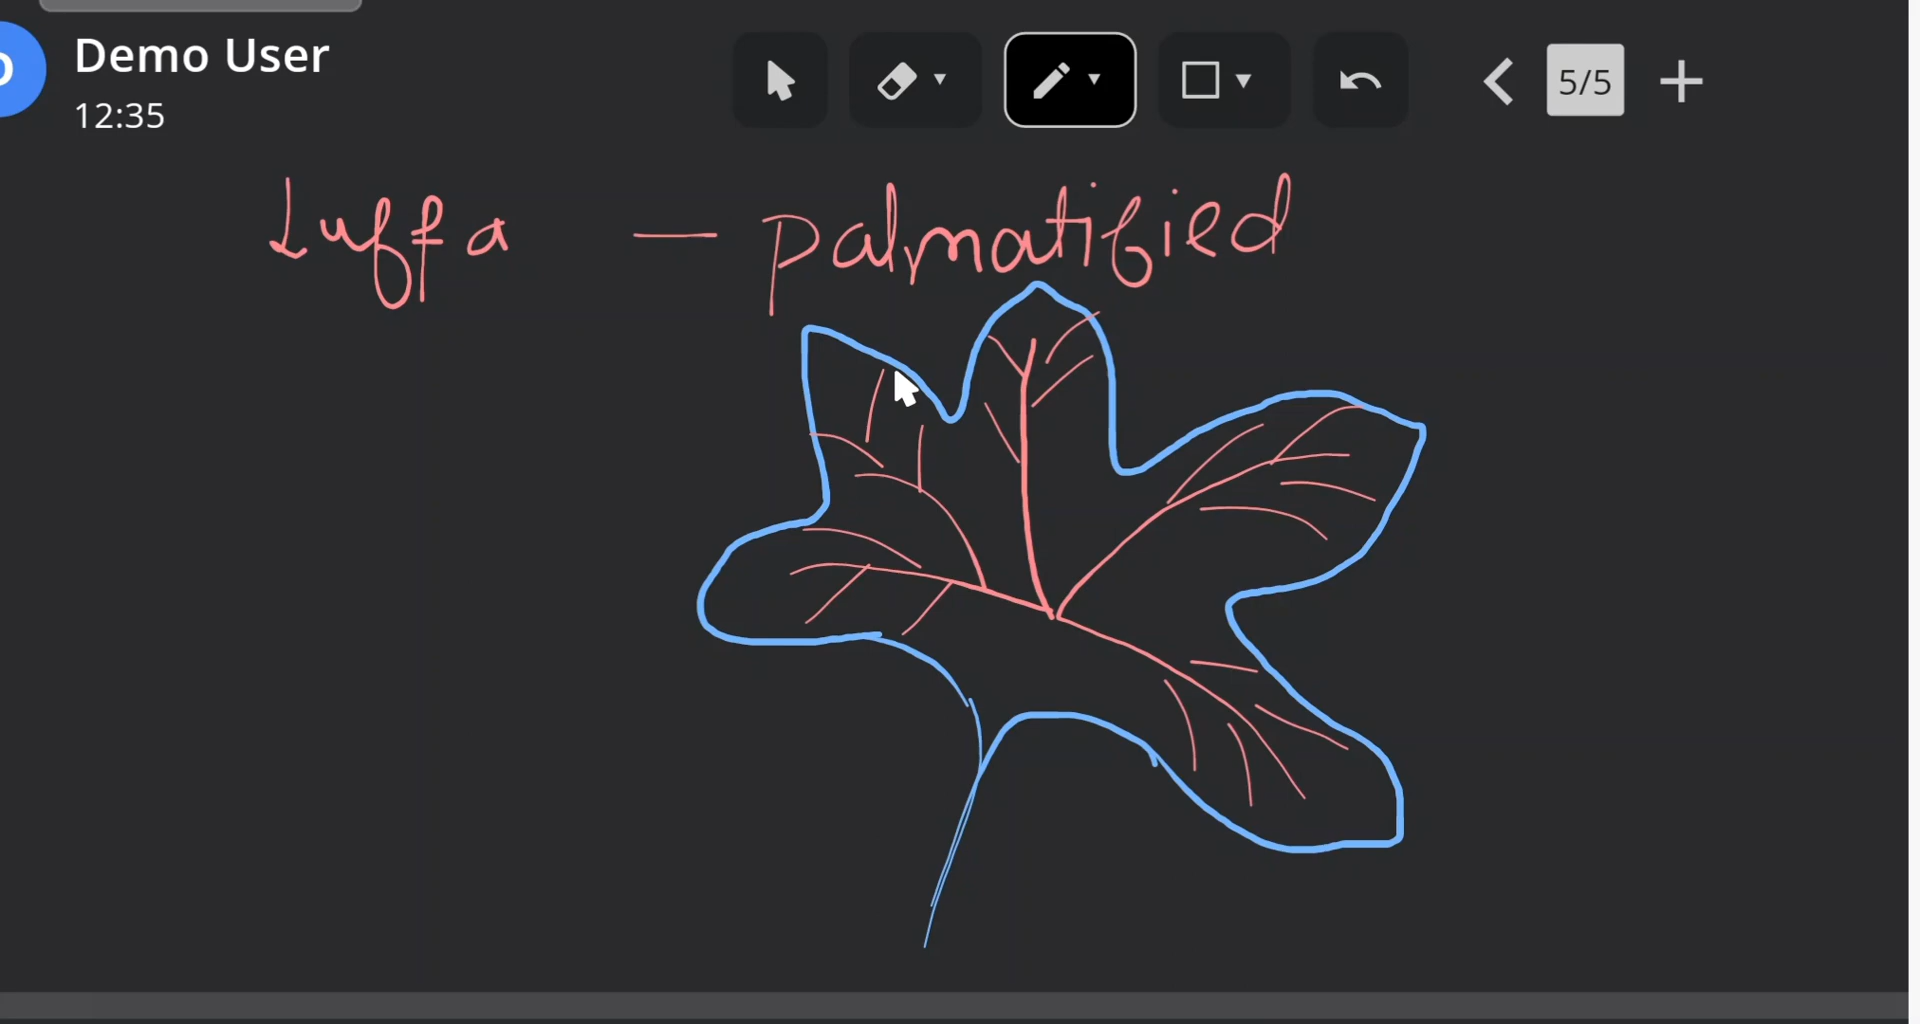 Demo User
12:35
5/5
Luffa — palmatified